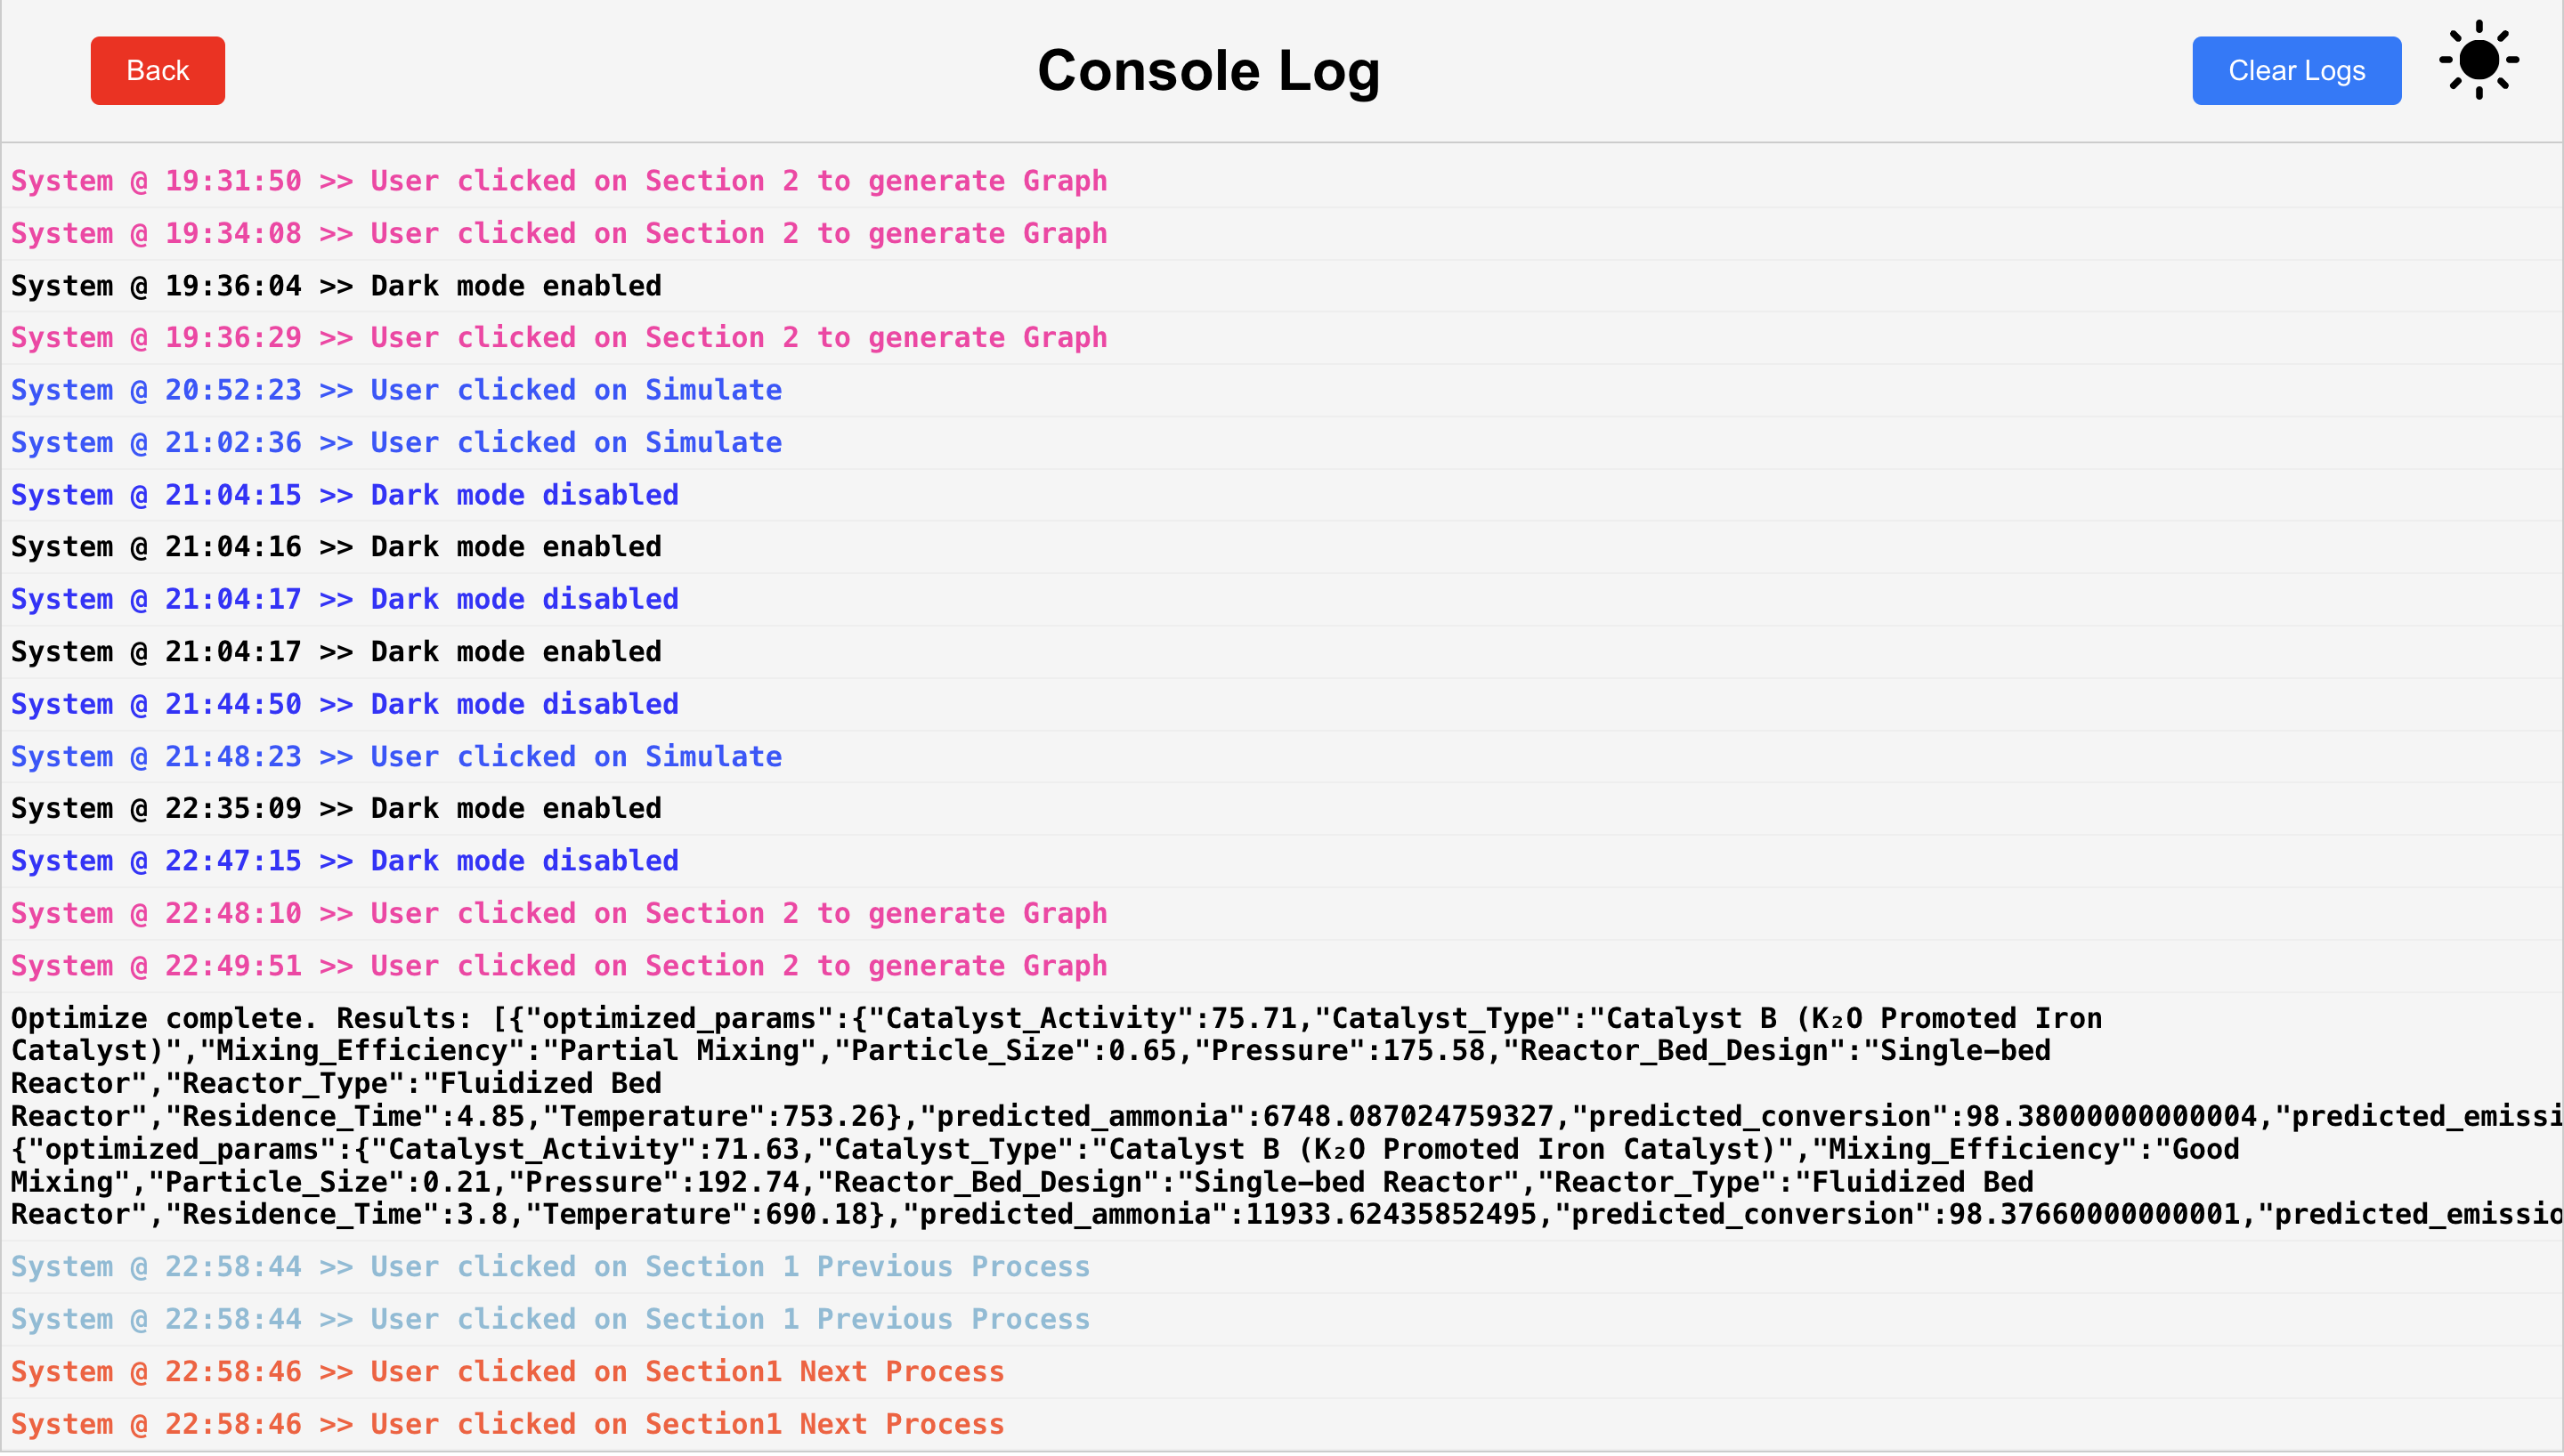 Back
Console Log
Clear Logs
System @ 19:31:50 >> User clicked on Section 2 to generate Graph
System @ 19:34:08 >> User clicked on Section 2 to generate Graph
System @ 19:36:04 >> Dark mode enabled
System @ 19:36:29 >> User clicked on Section 2 to generate Graph
System @ 20:52:23 >> User clicked on Simulate
System @ 21:02:36 >> User clicked on Simulate
System @ 21:04:15 >> Dark mode disabled
System @ 21:04:16 >> Dark mode enabled
System @ 21:04:17 >> Dark mode disabled
System @ 21:04:17 >> Dark mode enabled
System @ 21:44:50 >> Dark mode disabled
System @ 21:48:23 >> User clicked on Simulate
System @ 22:35:09 >> Dark mode enabled
System @ 22:47:15 >> Dark mode disabled
System @ 22:48:10 >> User clicked on Section 2 to generate Graph
System @ 22:49:51 >> User clicked on Section 2 to generate Graph
Optimize complete. Results: [{"optimized_params":{"Catalyst_Activity":75.71,"Catalyst_Type":"Catalyst B (K₂O Promoted Iron
Catalyst)","Mixing_Efficiency":"Partial Mixing","Particle_Size":0.65,"Pressure":175.58,"Reactor_Bed_Design":"Single-bed
Reactor","Reactor_Type":"Fluidized Bed
Reactor","Residence_Time":4.85,"Temperature":753.26},"predicted_ammonia":6748.087024759327,"predicted_conversion":98.38000000000004,"predicted_emissi
{"optimized_params":{"Catalyst_Activity":71.63,"Catalyst_Type":"Catalyst B (K₂O Promoted Iron Catalyst)","Mixing_Efficiency":"Good
Mixing","Particle_Size":0.21,"Pressure":192.74,"Reactor_Bed_Design":"Single-bed Reactor","Reactor_Type":"Fluidized Bed
Reactor","Residence_Time":3.8,"Temperature":690.18},"predicted_ammonia":11933.62435852495,"predicted_conversion":98.37660000000001,"predicted_emissio
System @ 22:58:44 >> User clicked on Section 1 Previous Process
System @ 22:58:44 >> User clicked on Section 1 Previous Process
System @ 22:58:46 >> User clicked on Section1 Next Process
System @ 22:58:46 >> User clicked on Section1 Next Process